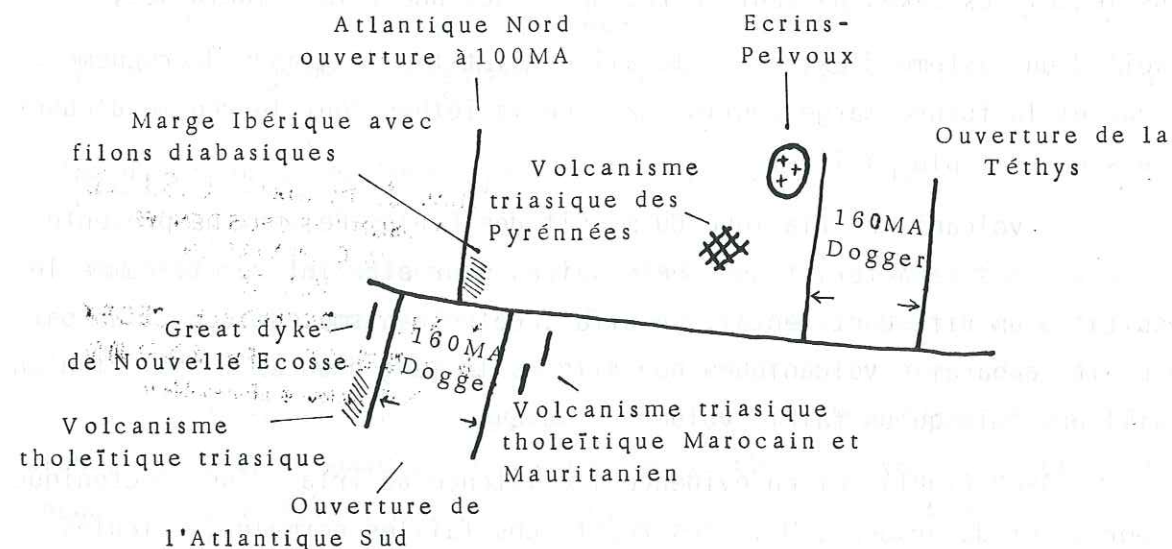 Atlantique Nord
ouverture à 100MA
Ecrins-
Pelvoux
Marge Ibérique avec
filons diabasiques
Volcanisme
triasique des
Pyrénnées
Ouverture de la
Téthys
160MA
Dogger
"Great dyke"
de Nouvelle Ecosse
160MA
Dogger
Volcanisme
tholeïtique triasique
Volcanisme triasique
tholeïtique Marocain et
Mauritanien
Ouverture de
l'Atlantique Sud